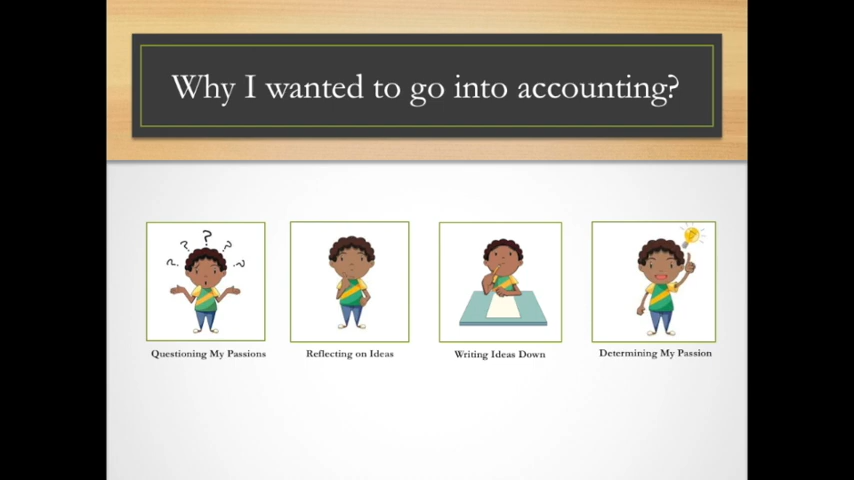 Why I wanted to go into accounting?
Questioning My Passions
Reflecting on Ideas
Writing Ideas Down
Determining My Passion